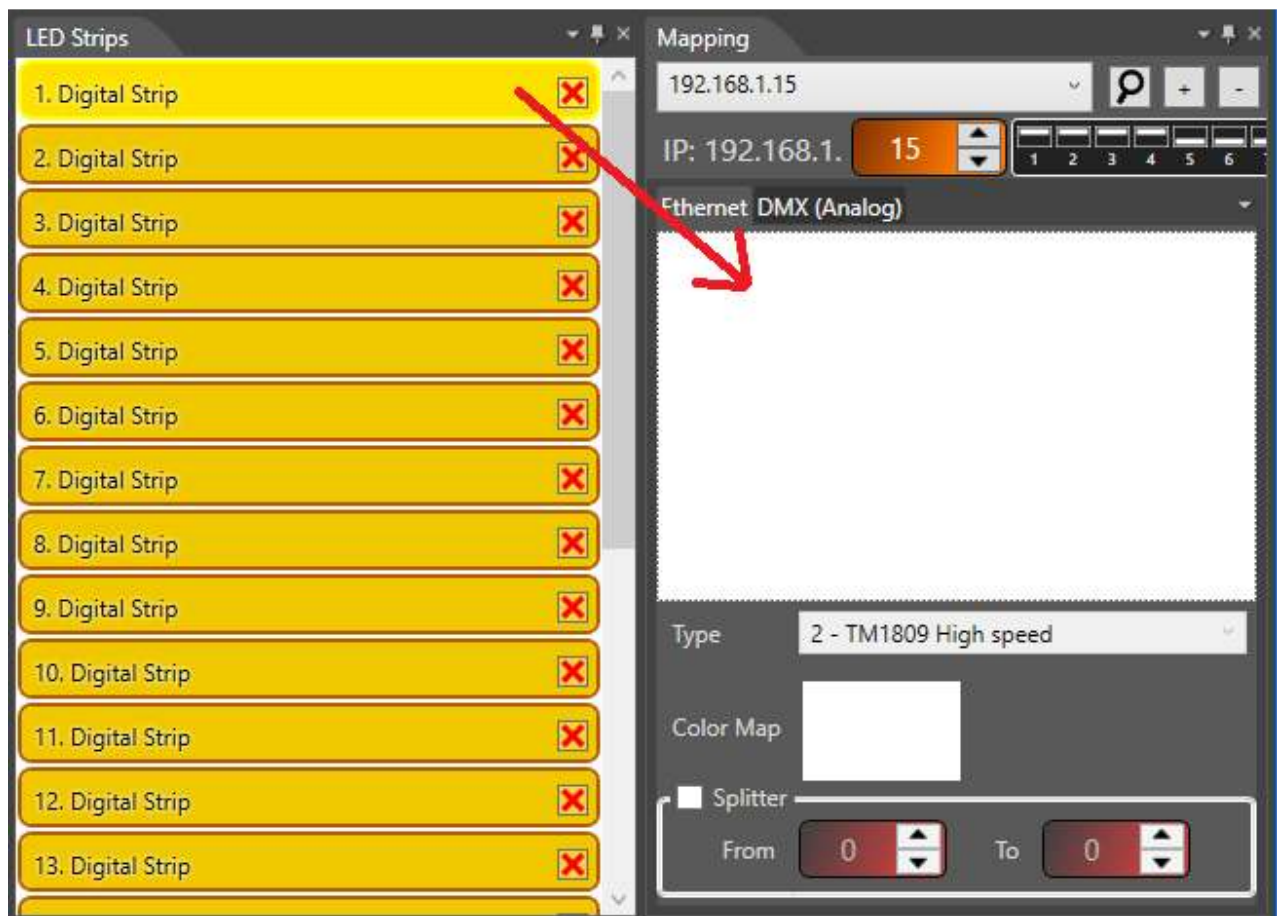 LED Strips
1. Digital Strip
2. Digital Strip
3. Digital Strip
4. Digital Strip
5. Digital Strip
6. Digital Strip
7. Digital Strip
8. Digital Strip
9. Digital Strip
10. Digital Strip
11. Digital Strip
12. Digital Strip
13. Digital Strip
Mapping
192.168.1.15
+ -
IP: 192.168.1. 15 1 2 3 4 5 6
Ethernet DMX (Analog)
Type 2 - TM1809 High speed
Color Map
Splitter
From 0 To 0